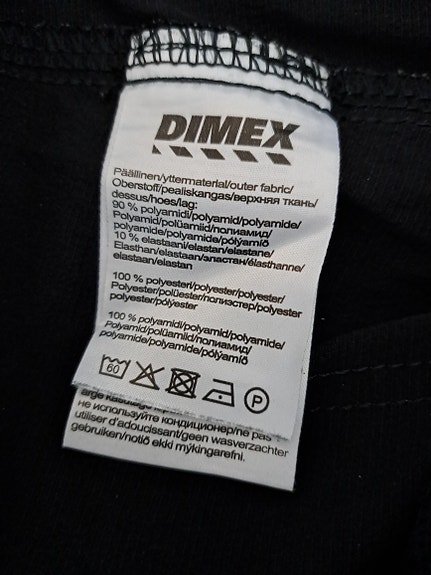 DIMEX
Päällinen/yttermaterial/outer fabric/
Oberstoff/pealiskangas/верхняя ткань/
dessus/hoes/lag:
90 % polyamidi/polyamid/polyamide/
Polyamid/polüamiid/полиамид/
polyamide/polyamide/pólýamíð
10 % elastaani/elastan/elastane/
Elasthan/elastaan/эластан/élasthanne/
elastaan/elastan
100 % polyesteri/polyester/polyester/
Polyester/polüester/полиэстер/polyester
polyester/pólýester
100 % polyamidi/polyamid/polyamide/
Polyamid/polüamiid/полиамид/
polyamide/polyamide/pólýamíð
60 P
не используйте кондиционер/ne pas
utiliser d'adoucissant/geen wasverzachter
gebruiken/notið ekki mýkingarefni.